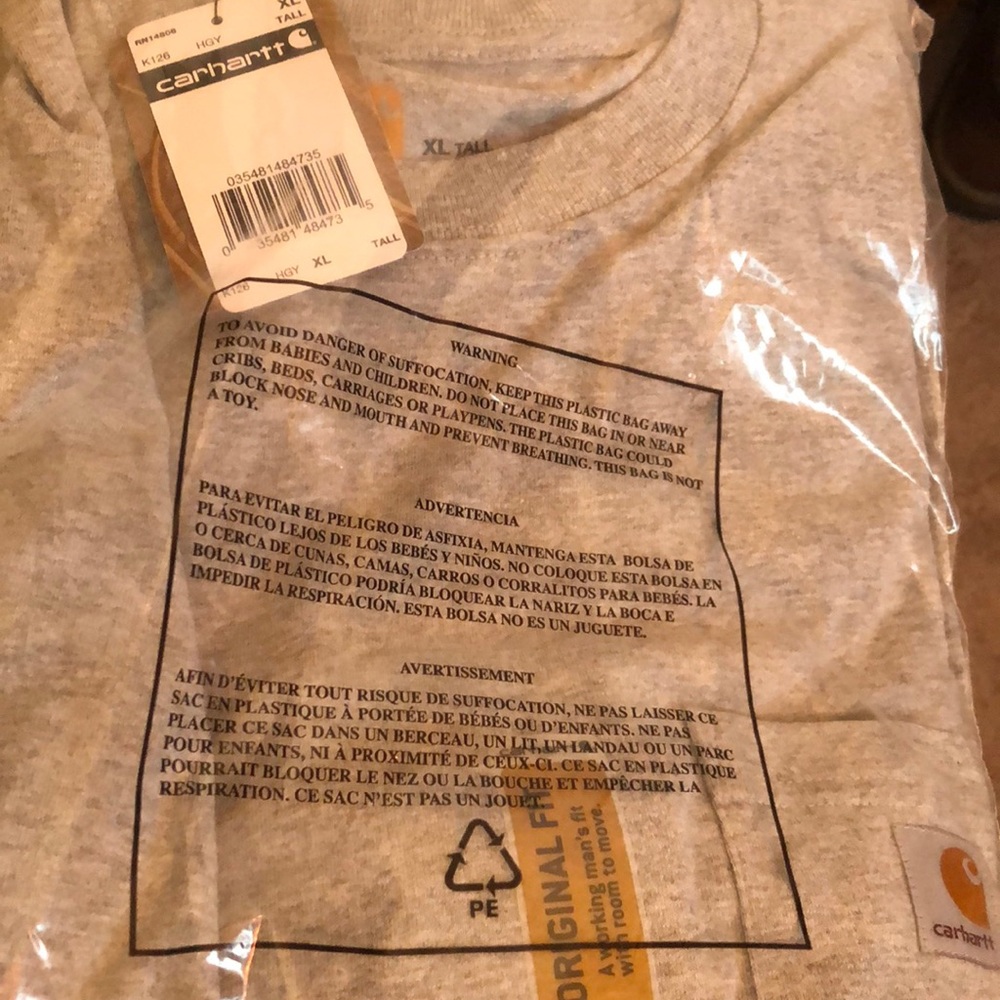 XL
TALL
RN14806
K126 HGY
carhartt
035481484735
0 35481 48473 5
TALL
K126 HGY XL
XL TALL
WARNING
TO AVOID DANGER OF SUFFOCATION, KEEP THIS PLASTIC BAG AWAY
FROM BABIES AND CHILDREN. DO NOT PLACE THIS BAG IN OR NEAR
CRIBS, BEDS, CARRIAGES OR PLAYPENS. THE PLASTIC BAG COULD
BLOCK NOSE AND MOUTH AND PREVENT BREATHING. THIS BAG IS NOT
A TOY.
ADVERTENCIA
PARA EVITAR EL PELIGRO DE ASFIXIA, MANTENGA ESTA BOLSA DE
PLÁSTICO LEJOS DE LOS BEBÉS Y NIÑOS. NO COLOQUE ESTA BOLSA EN
O CERCA DE CUNAS, CAMAS, CARROS O CORRALITOS PARA BEBÉS. LA
BOLSA DE PLÁSTICO PODRÍA BLOQUEAR LA NARIZ Y LA BOCA E
IMPEDIR LA RESPIRACIÓN. ESTA BOLSA NO ES UN JUGUETE.
AVERTISSEMENT
AFIN D'ÉVITER TOUT RISQUE DE SUFFOCATION, NE PAS LAISSER CE
SAC EN PLASTIQUE À PORTÉE DE BÉBÉS OU D'ENFANTS. NE PAS
PLACER CE SAC DANS UN BERCEAU, UN LIT, UN LANDAU OU UN PARC
POUR ENFANTS, NI À PROXIMITÉ DE CEUX-CI. CE SAC EN PLASTIQUE
POURRAIT BLOQUER LE NEZ OU LA BOUCHE ET EMPÊCHER LA
RESPIRATION. CE SAC N'EST PAS UN JOUET.
PE
ORIGINAL FIT
A working man's fit
with room to move.
carhartt